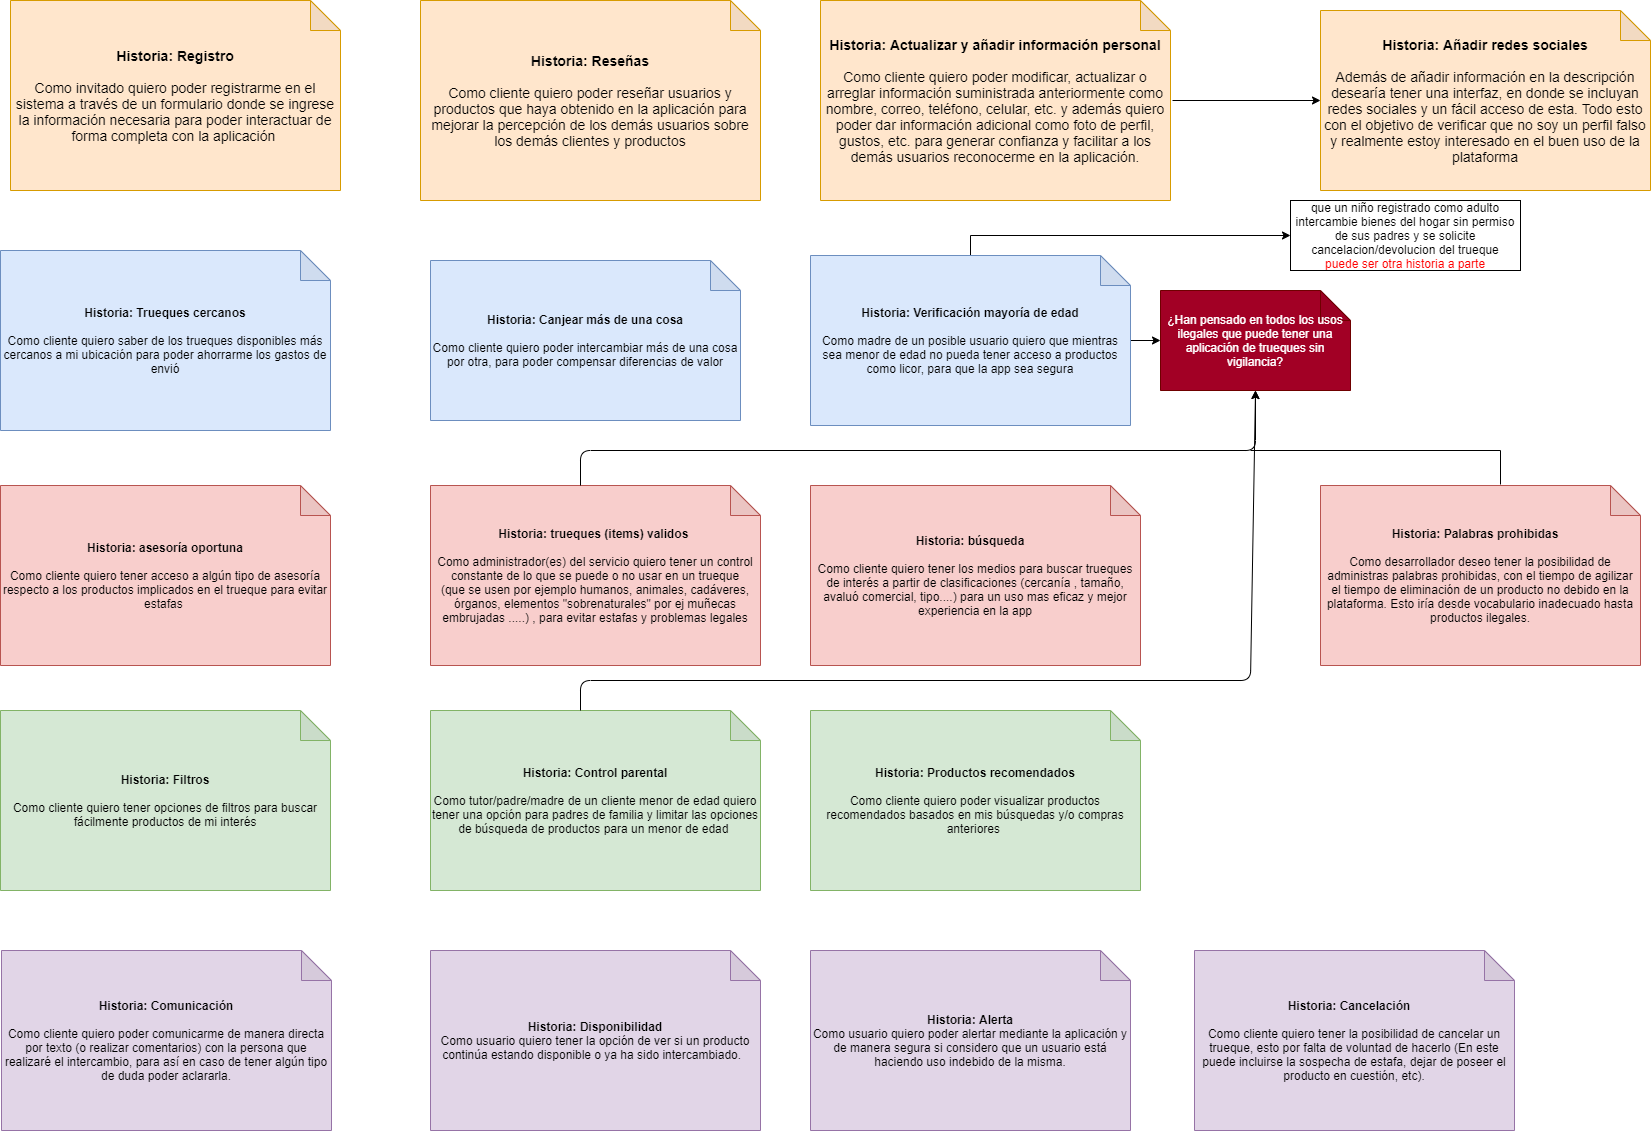 Historia: Registro
Como invitado quiero poder registrarme en el
sistema a través de un formulario donde se ingrese
la información necesaria para poder interactuar de
forma completa con la aplicación
Historia: Reseñas
Como cliente quiero poder reseñar usuarios y
productos que haya obtenido en la aplicación para
mejorar la percepción de los demás usuarios sobre
los demás clientes y productos
Historia: Actualizar y añadir información personal
Como cliente quiero poder modificar, actualizar o
arreglar información suministrada anteriormente como
nombre, correo, teléfono, celular, etc. y además quiero
poder dar información adicional como foto de perfil,
gustos, etc. para generar confianza y facilitar a los
demás usuarios reconocerme en la aplicación.
Historia: Añadir redes sociales
Además de añadir información en la descripción
desearía tener una interfaz, en donde se incluyan
redes sociales y un fácil acceso de esta. Todo esto
con el objetivo de verificar que no soy un perfil falso
y realmente estoy interesado en el buen uso de la
plataforma
que un niño registrado como adulto
intercambie bienes del hogar sin permiso
de sus padres y se solicite
cancelacion/devolucion del trueque
puede ser otra historia a parte
Historia: Trueques cercanos
Como cliente quiero saber de los trueques disponibles más
cercanos a mi ubicación para poder ahorrarme los gastos de
envió
Historia: Canjear más de una cosa
Como cliente quiero poder intercambiar más de una cosa
por otra, para poder compensar diferencias de valor
Historia: Verificación mayoría de edad
Como madre de un posible usuario quiero que mientras
sea menor de edad no pueda tener acceso a productos
como licor, para que la app sea segura
¿Han pensado en todos los usos
ilegales que puede tener una
aplicación de trueques sin
vigilancia?
Historia: asesoría oportuna
Como cliente quiero tener acceso a algún tipo de asesoría
respecto a los productos implicados en el trueque para evitar
estafas
Historia: trueques (items) validos
Como administrador(es) del servicio quiero tener un control
constante de lo que se puede o no usar en un trueque
(que se usen por ejemplo humanos, animales, cadáveres,
órganos, elementos "sobrenaturales" por ej muñecas
embrujadas .....) , para evitar estafas y problemas legales
Historia: búsqueda
Como cliente quiero tener los medios para buscar trueques
de interés a partir de clasificaciones (cercanía , tamaño,
avaluó comercial, tipo....) para un uso mas eficaz y mejor
experiencia en la app
Historia: Palabras prohibidas
Como desarrollador deseo tener la posibilidad de
administras palabras prohibidas, con el tiempo de agilizar
el tiempo de eliminación de un producto no debido en la
plataforma. Esto iría desde vocabulario inadecuado hasta
productos ilegales.
Historia: Filtros
Como cliente quiero tener opciones de filtros para buscar
fácilmente productos de mi interés
Historia: Control parental
Como tutor/padre/madre de un cliente menor de edad quiero
tener una opción para padres de familia y limitar las opciones
de búsqueda de productos para un menor de edad
Historia: Productos recomendados
Como cliente quiero poder visualizar productos
recomendados basados en mis búsquedas y/o compras
anteriores
Historia: Comunicación
Como cliente quiero poder comunicarme de manera directa
por texto (o realizar comentarios) con la persona que
realizaré el intercambio, para así en caso de tener algún tipo
de duda poder aclararla.
Historia: Disponibilidad
Como usuario quiero tener la opción de ver si un producto
continúa estando disponible o ya ha sido intercambiado.
Historia: Alerta
Como usuario quiero poder alertar mediante la aplicación y
de manera segura si considero que un usuario está
haciendo uso indebido de la misma.
Historia: Cancelación
Como cliente quiero tener la posibilidad de cancelar un
trueque, esto por falta de voluntad de hacerlo (En este
puede incluirse la sospecha de estafa, dejar de poseer el
producto en cuestión, etc).